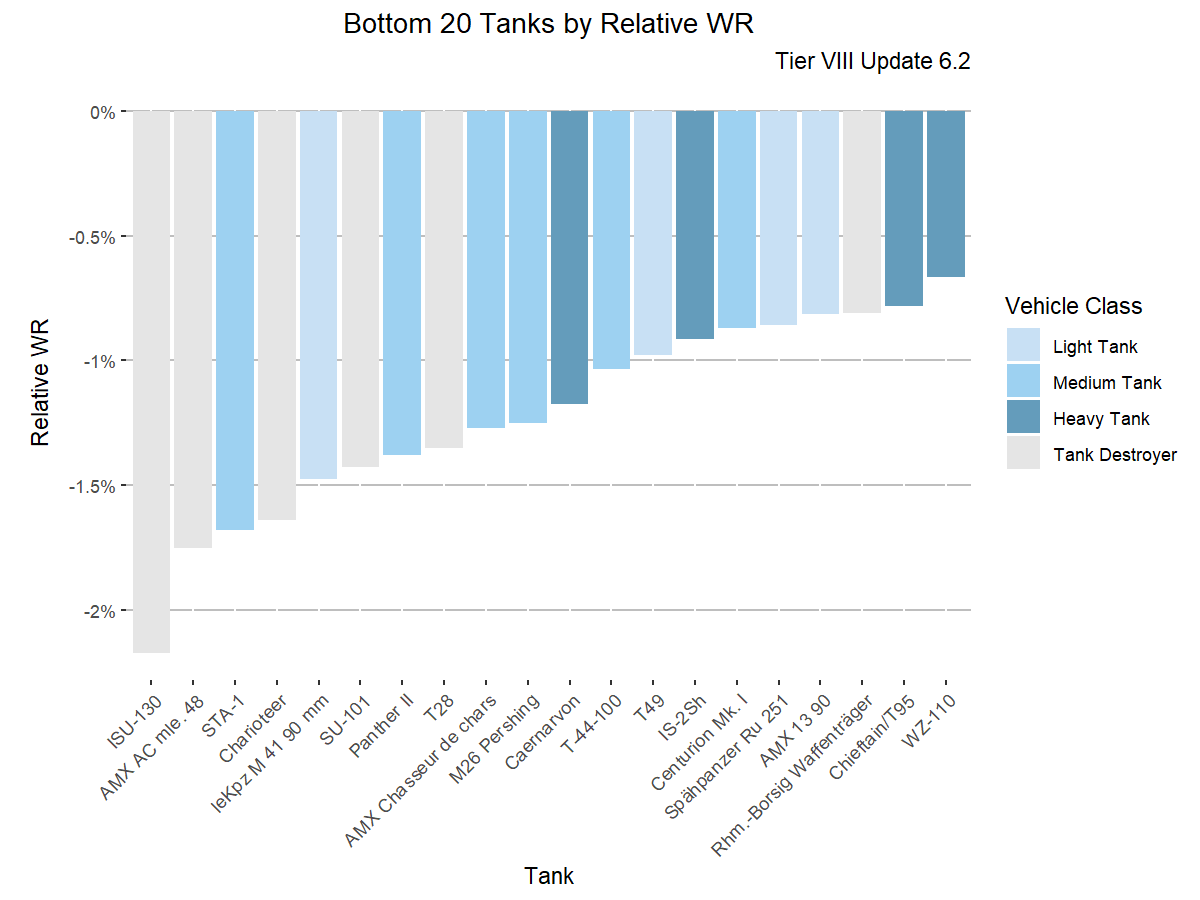 Bottom 20 Tanks by Relative WR
Tier VIII Update 6.2
0%
-0.5%
-1%
-1.5%
-2%
Relative WR
ISU-130
AMX AC mle. 48
STA-1
Charioteer
leKpz M 41 90 mm
SU-101
Panther II
T28
AMX Chasseur de chars
M26 Pershing
Caernarvon
T-44-100
T49
IS-2Sh
Centurion Mk. I
Spähpanzer Ru 251
AMX 13 90
Rhm.-Borsig Waffenträger
Chieftain/T95
WZ-110
Tank
Vehicle Class
Light Tank
Medium Tank
Heavy Tank
Tank Destroyer